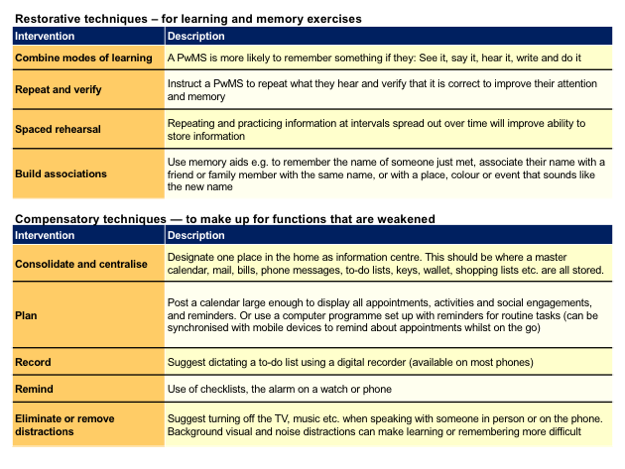 Restorative techniques – for learning and memory exercises
Intervention Description
Combine modes of learning A PwMS is more likely to remember something if they: See it, say it, hear it, write and do it
Repeat and verify Instruct a PwMS to repeat what they hear and verify that it is correct to improve their attention
and memory
Spaced rehearsal Repeating and practicing information at intervals spread out over time will improve ability to
store information
Build associations Use memory aids e.g. to remember the name of someone just met, associate their name with a
friend or family member with the same name, or with a place, colour or event that sounds like
the new name
Compensatory techniques — to make up for functions that are weakened
Intervention Description
Consolidate and centralise Designate one place in the home as information centre. This should be where a master
calendar, mail, bills, phone messages, to-do lists, keys, wallet, shopping lists etc. are all stored.
Plan Post a calendar large enough to display all appointments, activities and social engagements,
and reminders. Or use a computer programme set up with reminders for routine tasks (can be
synchronised with mobile devices to remind about appointments whilst on the go)
Record Suggest dictating a to-do list using a digital recorder (available on most phones)
Remind Use of checklists, the alarm on a watch or phone
Eliminate or remove Suggest turning off the TV, music etc. when speaking with someone in person or on the phone.
distractions Background visual and noise distractions can make learning or remembering more difficult